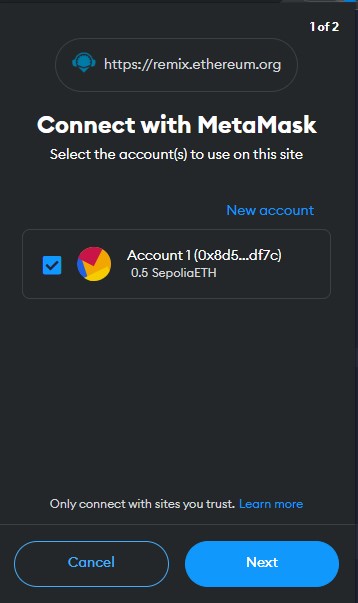 1 of 2
https://remix.ethereum.org
Connect with MetaMask
Select the account(s) to use on this site
New account
Account 1 (0x8d5...df7c)
0.5 SepoliaETH
Only connect with sites you trust. Learn more
Cancel Next